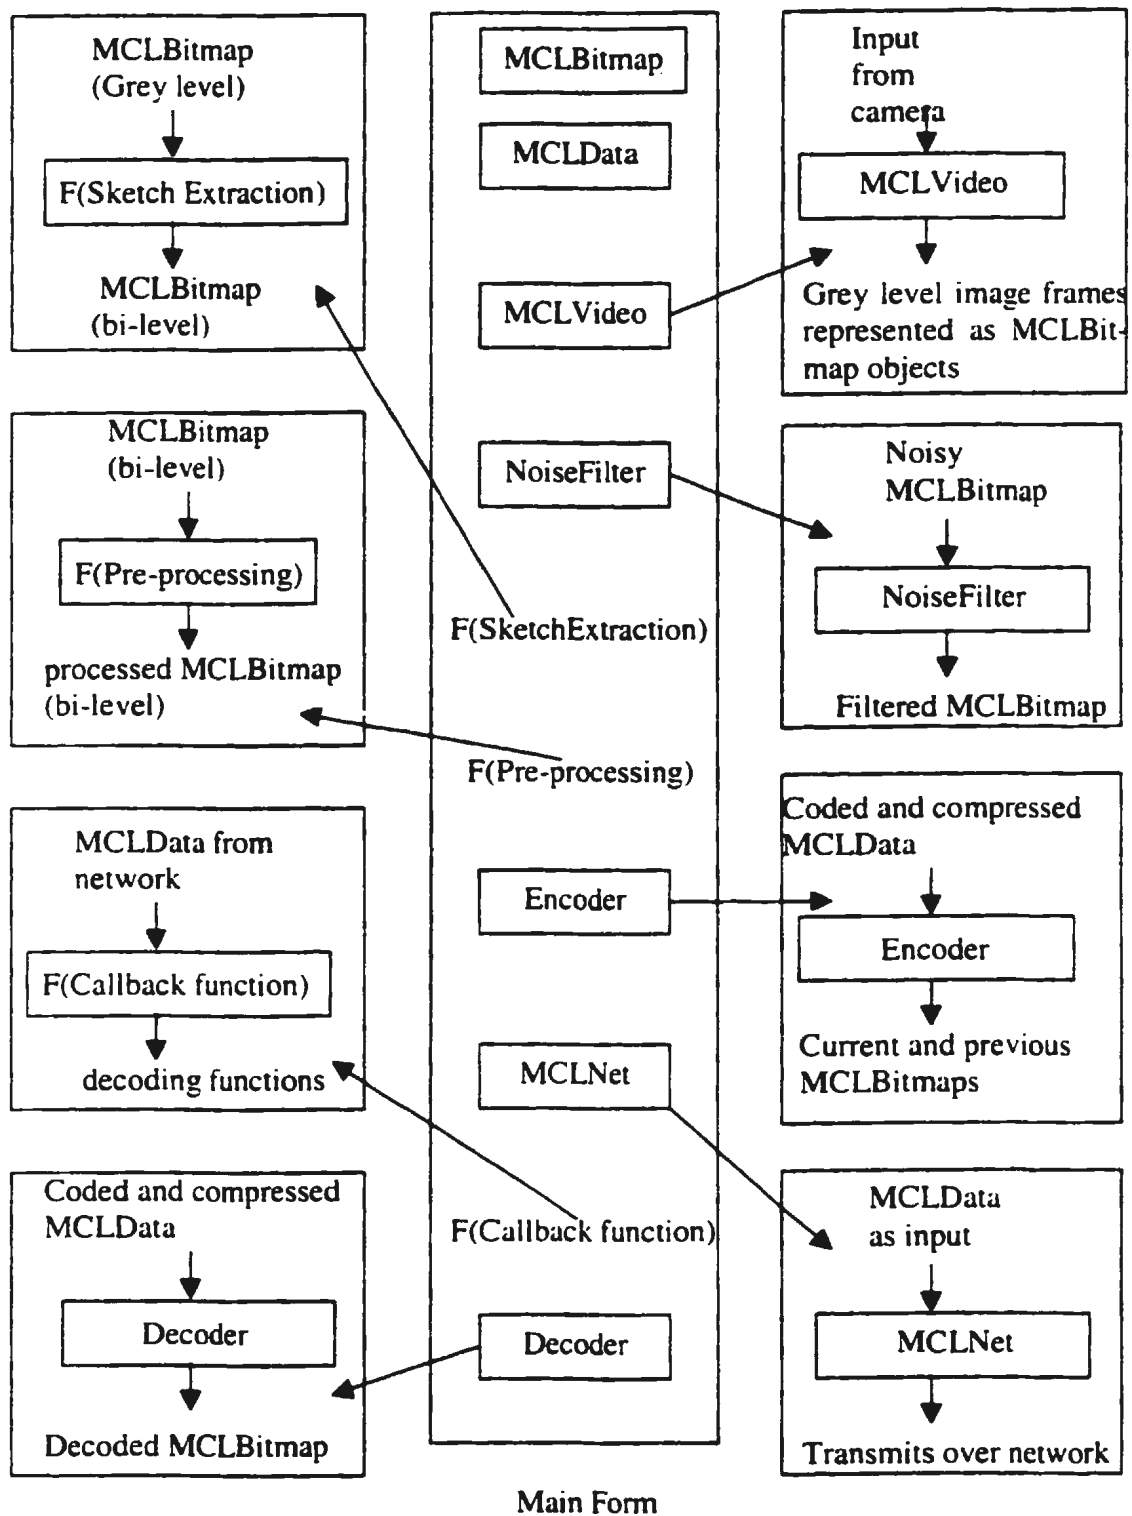 MCLBitmap
(Grey level)
F(Sketch Extraction)
MCLBitmap
(bi-level)
MCLBitmap
(bi-level)
F(Pre-processing)
processed MCLBitmap
(bi-level)
MCLData from
network
F(Callback function)
decoding functions
Coded and compressed
MCLData
Decoder
Decoded MCLBitmap
MCLBitmap
MCLData
MCLVideo
NoiseFilter
F(SketchExtraction)
F(Pre-processing)
Encoder
MCLNet
F(Callback function)
Decoder
Input
from
camera
MCLVideo
Grey level image frames
represented as MCLBit-
map objects
Noisy
MCLBitmap
NoiseFilter
Filtered MCLBitmap
Coded and compressed
MCLData
Encoder
Current and previous
MCLBitmaps
MCLData
as input
MCLNet
Transmits over network
Main Form